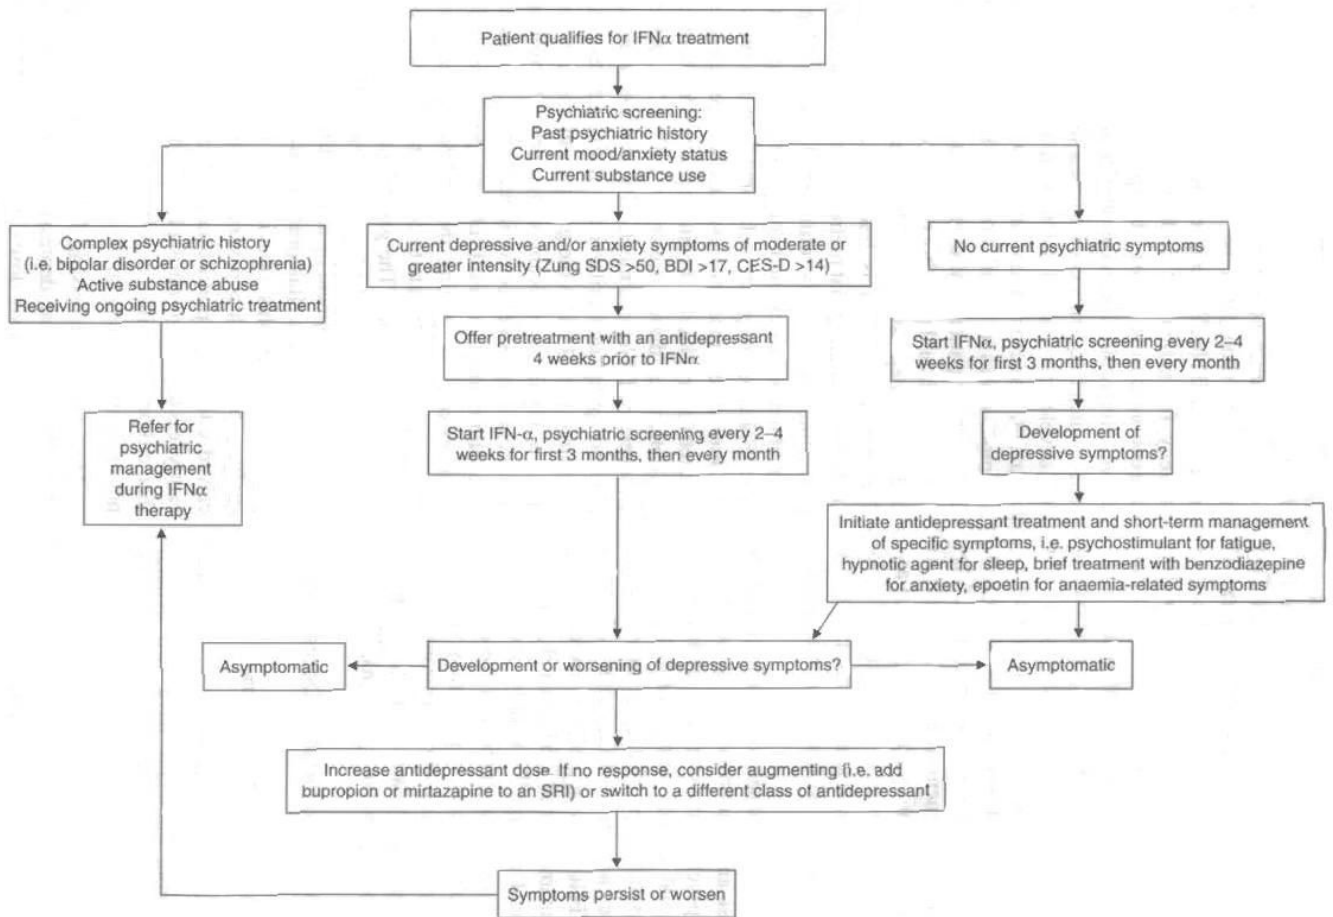 Patient qualifies for IFNα treatment
Psychiatric screening:
Past psychiatric history
Current mood/anxiety status
Current substance use
Complex psychiatric history
(i.e. bipolar disorder or schizophrenia)
Active substance abuse
Receiving ongoing psychiatric treatment
Current depressive and/or anxiety symptoms of moderate or
greater intensity (Zung SDS >50, BDI >17, CES-D >14)
No current psychiatric symptoms
Offer pretreatment with an antidepressant
4 weeks prior to IFNα
Start IFNα, psychiatric screening every 2–4
weeks for first 3 months, then every month
Refer for
psychiatric
management
during IFNα
therapy
Start IFN-α, psychiatric screening every 2–4
weeks for first 3 months, then every month
Development of
depressive symptoms?
Initiate antidepressant treatment and short-term management
of specific symptoms, i.e. psychostimulant for fatigue,
hypnotic agent for sleep, brief treatment with benzodiazepine
for anxiety, epoetin for anaemia-related symptoms
Asymptomatic
Development or worsening of depressive symptoms?
Asymptomatic
Increase antidepressant dose. If no response, consider augmenting (i.e. add
bupropion or mirtazapine to an SRI) or switch to a different class of antidepressant
Symptoms persist or worsen